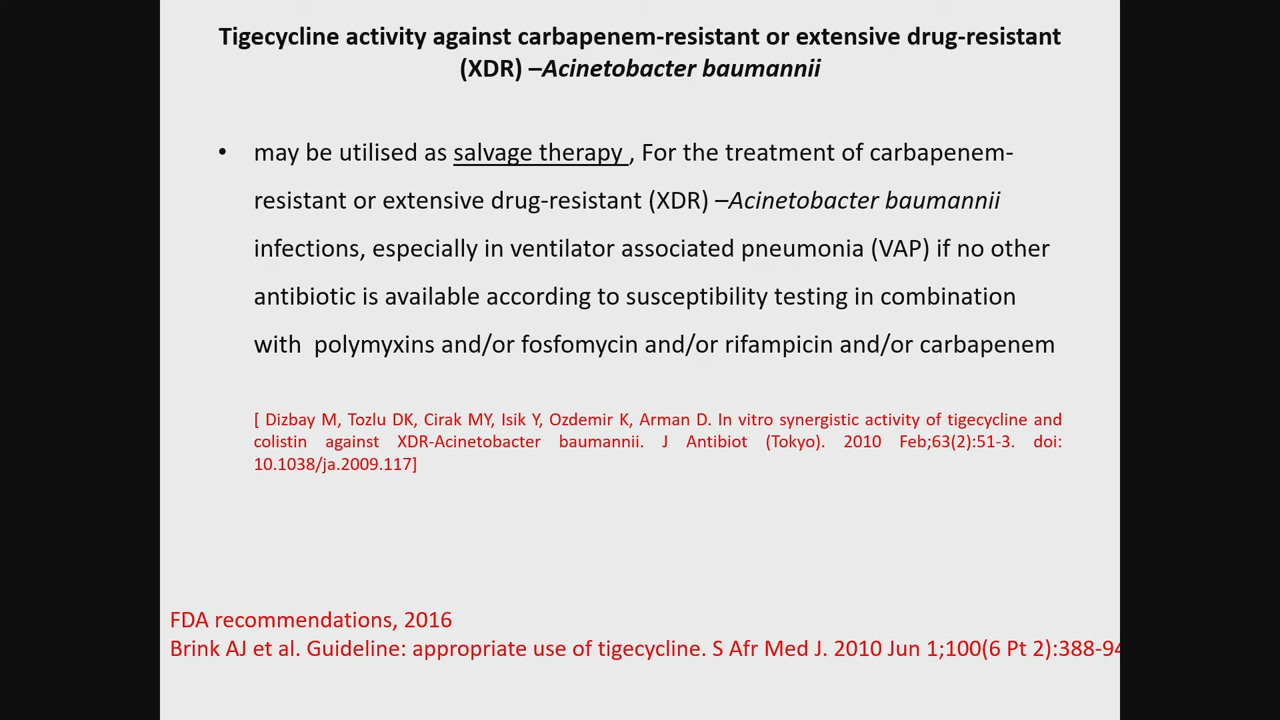 Tigecycline activity against carbapenem-resistant or extensive drug-resistant
(XDR) –Acinetobacter baumannii
• may be utilised as salvage therapy , For the treatment of carbapenem-
resistant or extensive drug-resistant (XDR) –Acinetobacter baumannii
infections, especially in ventilator associated pneumonia (VAP) if no other
antibiotic is available according to susceptibility testing in combination
with polymyxins and/or fosfomycin and/or rifampicin and/or carbapenem
[ Dizbay M, Tozlu DK, Cirak MY, Isik Y, Ozdemir K, Arman D. In vitro synergistic activity of tigecycline and
colistin against XDR-Acinetobacter baumannii. J Antibiot (Tokyo). 2010 Feb;63(2):51-3. doi:
10.1038/ja.2009.117]
FDA recommendations, 2016
Brink AJ et al. Guideline: appropriate use of tigecycline. S Afr Med J. 2010 Jun 1;100(6 Pt 2):388-94